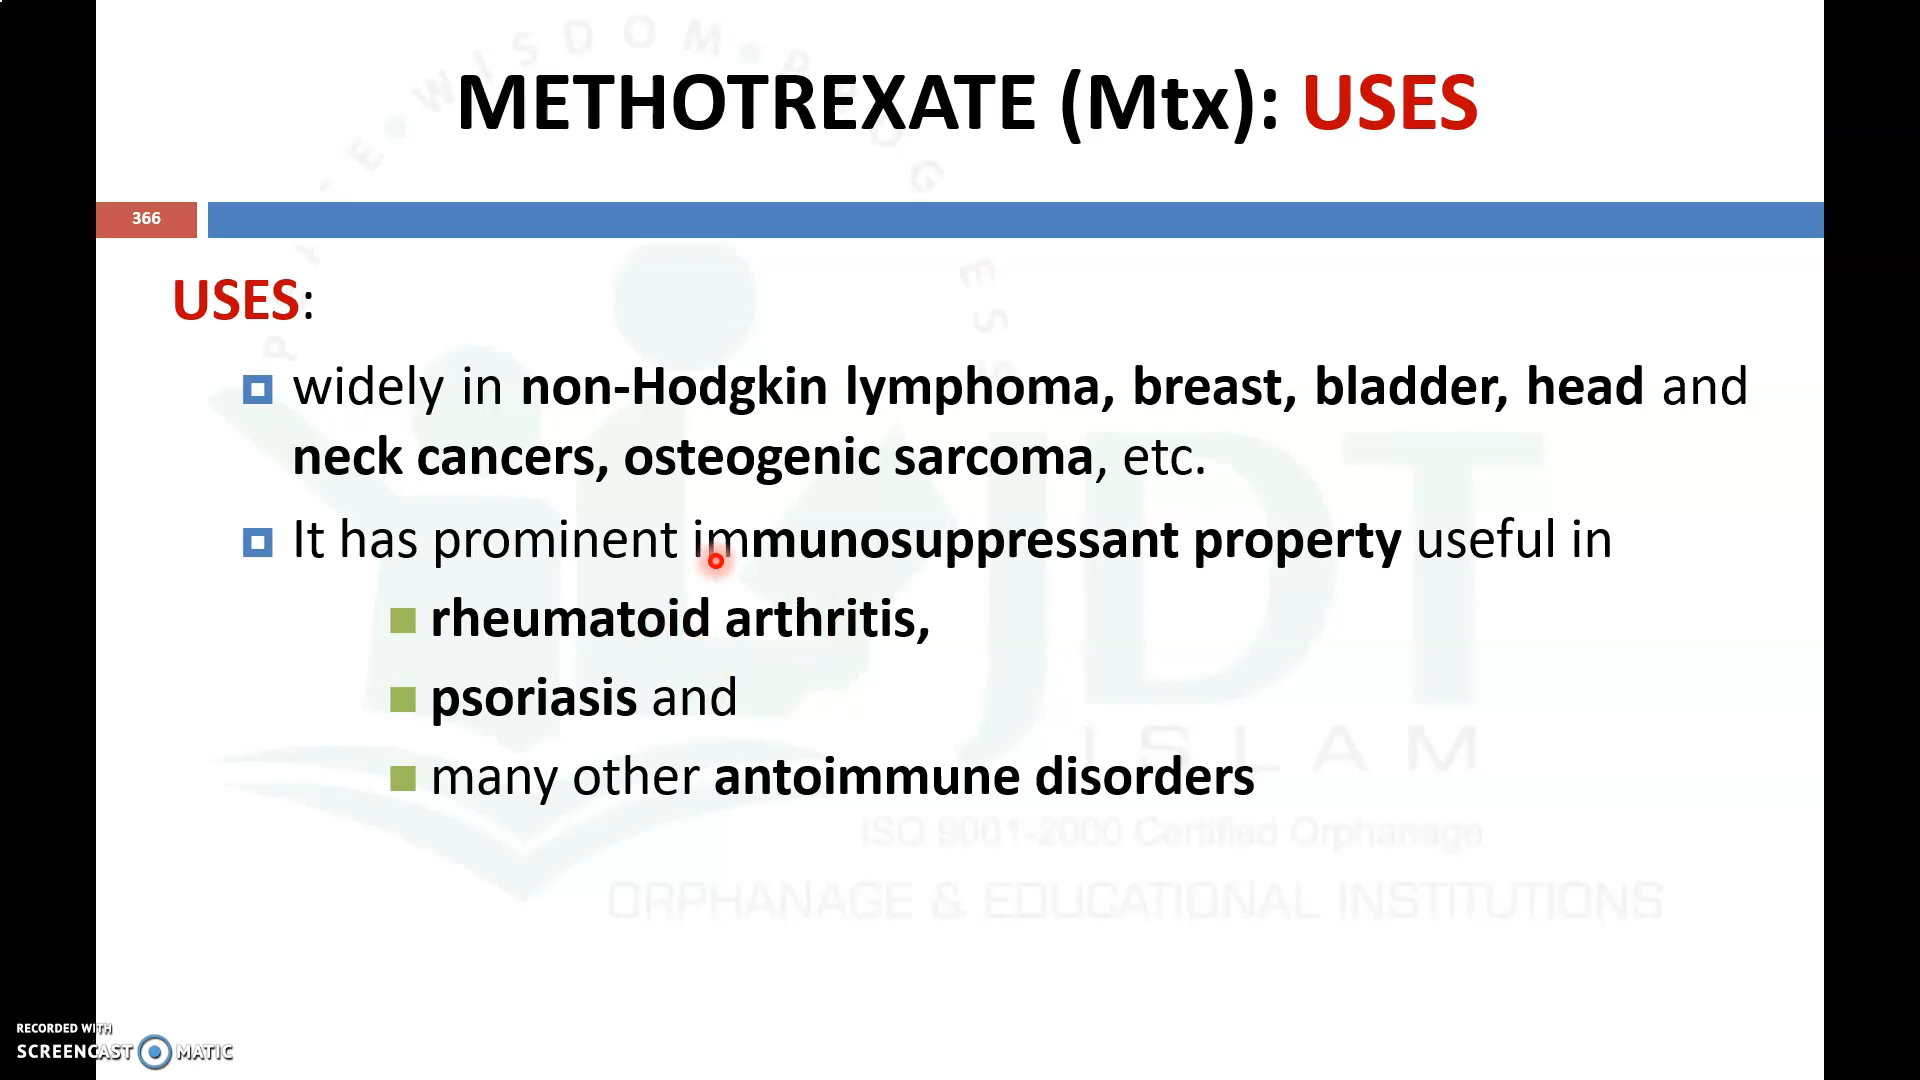 METHOTREXATE (Mtx): USES
366
USES:
widely in non-Hodgkin lymphoma, breast, bladder, head and
neck cancers, osteogenic sarcoma, etc.
It has prominent immunosuppressant property useful in
rheumatoid arthritis,
psoriasis and
many other antoimmune disorders
JDT
ISLAM
ISO 9001-2000 Certified Orphanage
ORPHANAGE & EDUCATIONAL INSTITUTIONS
RECORDED WITH
SCREENCAST MATIC